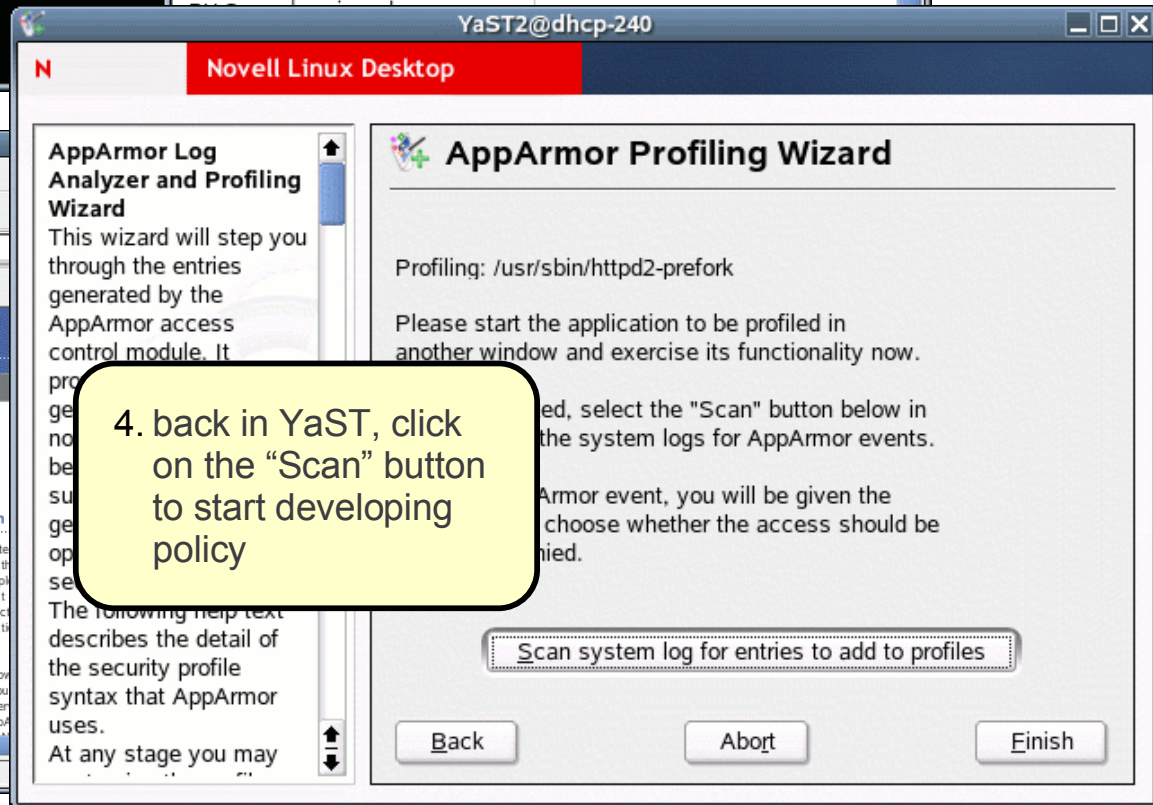 YaST2@dhcp-240
N Novell Linux Desktop
AppArmor Log
Analyzer and Profiling
Wizard
This wizard will step you
through the entries
generated by the
AppArmor access
control module. It
The following help text
describes the detail of
the security profile
syntax that AppArmor
uses.
At any stage you may
AppArmor Profiling Wizard
Profiling: /usr/sbin/httpd2-prefork
Please start the application to be profiled in
another window and exercise its functionality now.
ed, select the "Scan" button below in
the system logs for AppArmor events.
Armor event, you will be given the
choose whether the access should be
nied.
4. back in YaST, click
on the “Scan” button
to start developing
policy
Scan system log for entries to add to profiles
Back Abort Finish